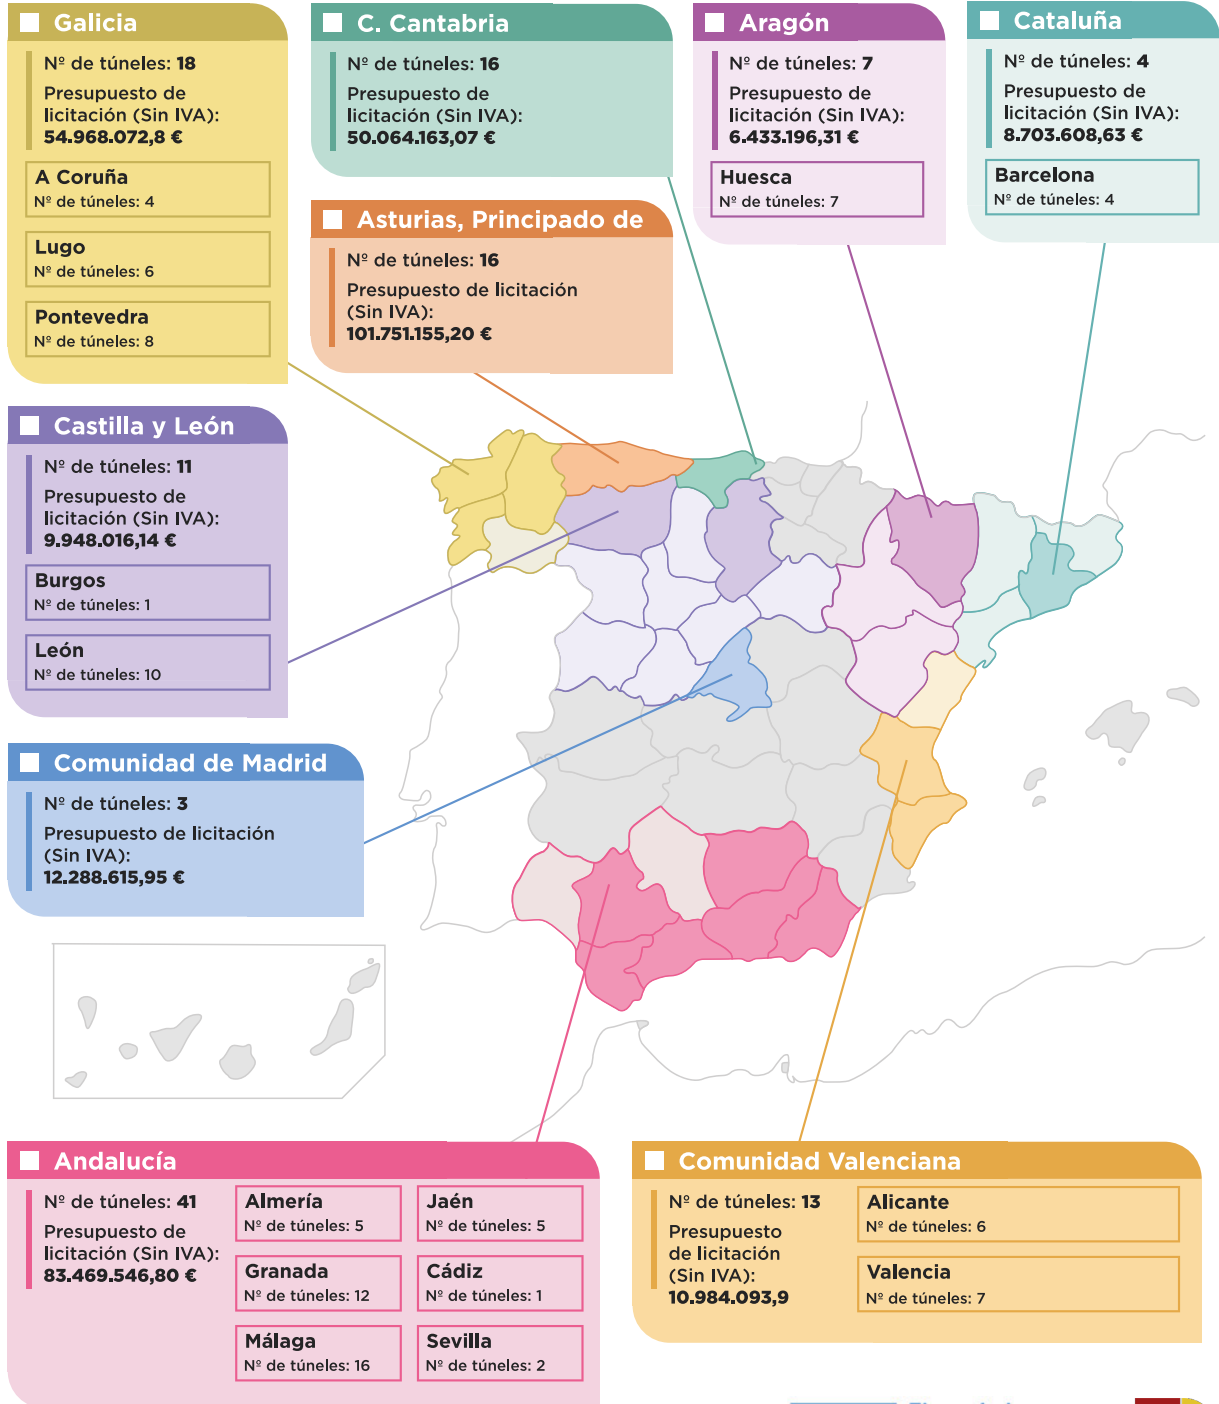 Galicia
Nº de túneles: 18
Presupuesto de
licitación (Sin IVA):
54.968.072,8 €
A Coruña
Nº de túneles: 4
Lugo
Nº de túneles: 6
Pontevedra
Nº de túneles: 8
C. Cantabria
Nº de túneles: 16
Presupuesto de
licitación (Sin IVA):
50.064.163,07 €
Asturias, Principado de
Nº de túneles: 16
Presupuesto de licitación
(Sin IVA):
101.751.155,20 €
Aragón
Nº de túneles: 7
Presupuesto de
licitación (Sin IVA):
6.433.196,31 €
Huesca
Nº de túneles: 7
Cataluña
Nº de túneles: 4
Presupuesto de
licitación (Sin IVA):
8.703.608,63 €
Barcelona
Nº de túneles: 4
Castilla y León
Nº de túneles: 11
Presupuesto de
licitación (Sin IVA):
9.948.016,14 €
Burgos
Nº de túneles: 1
León
Nº de túneles: 10
Comunidad de Madrid
Nº de túneles: 3
Presupuesto de licitación
(Sin IVA):
12.288.615,95 €
Andalucía
Nº de túneles: 41
Presupuesto de
licitación (Sin IVA):
83.469.546,80 €
Almería
Nº de túneles: 5
Jaén
Nº de túneles: 5
Granada
Nº de túneles: 12
Cádiz
Nº de túneles: 1
Málaga
Nº de túneles: 16
Sevilla
Nº de túneles: 2
Comunidad Valenciana
Nº de túneles: 13
Presupuesto
de licitación
(Sin IVA):
10.984.093,9
Alicante
Nº de túneles: 6
Valencia
Nº de túneles: 7